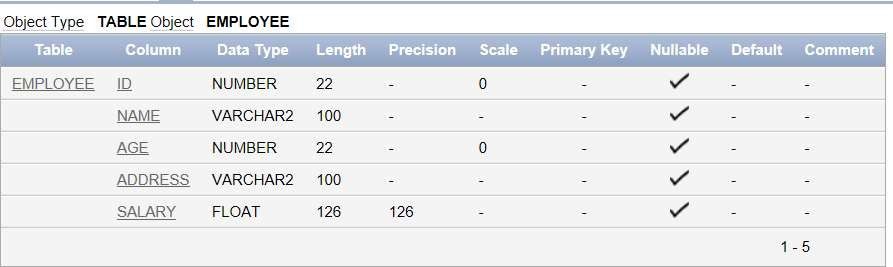 Object Type TABLE Object EMPLOYEE
Table Column Data Type Length Precision Scale Primary Key Nullable Default Comment
EMPLOYEE ID NUMBER 22 - 0 - ✓ - -
NAME VARCHAR2 100 - - - ✓ - -
AGE NUMBER 22 - 0 - ✓ - -
ADDRESS VARCHAR2 100 - - - ✓ - -
SALARY FLOAT 126 126 - - ✓ - -
1 - 5